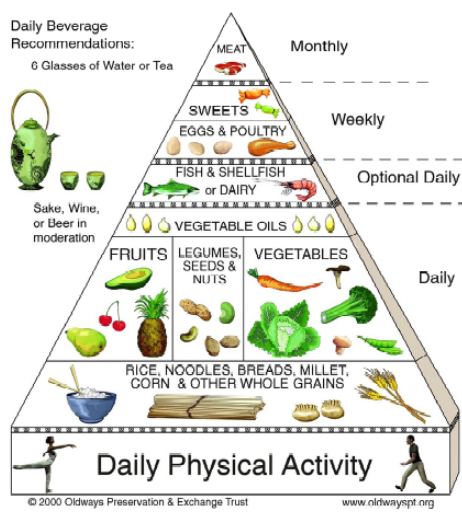 Daily Beverage
Recommendations:
6 Glasses of Water or Tea
Sake, Wine,
or Beer in
moderation
MEAT
Monthly
SWEETS
EGGS & POULTRY
Weekly
FISH & SHELLFISH
or DAIRY
Optional Daily
VEGETABLE OILS
FRUITS
LEGUMES,
SEEDS &
NUTS
VEGETABLES
Daily
RICE, NOODLES, BREADS, MILLET,
CORN & OTHER WHOLE GRAINS
Daily Physical Activity
© 2000 Oldways Preservation & Exchange Trust
www.oldwayspt.org